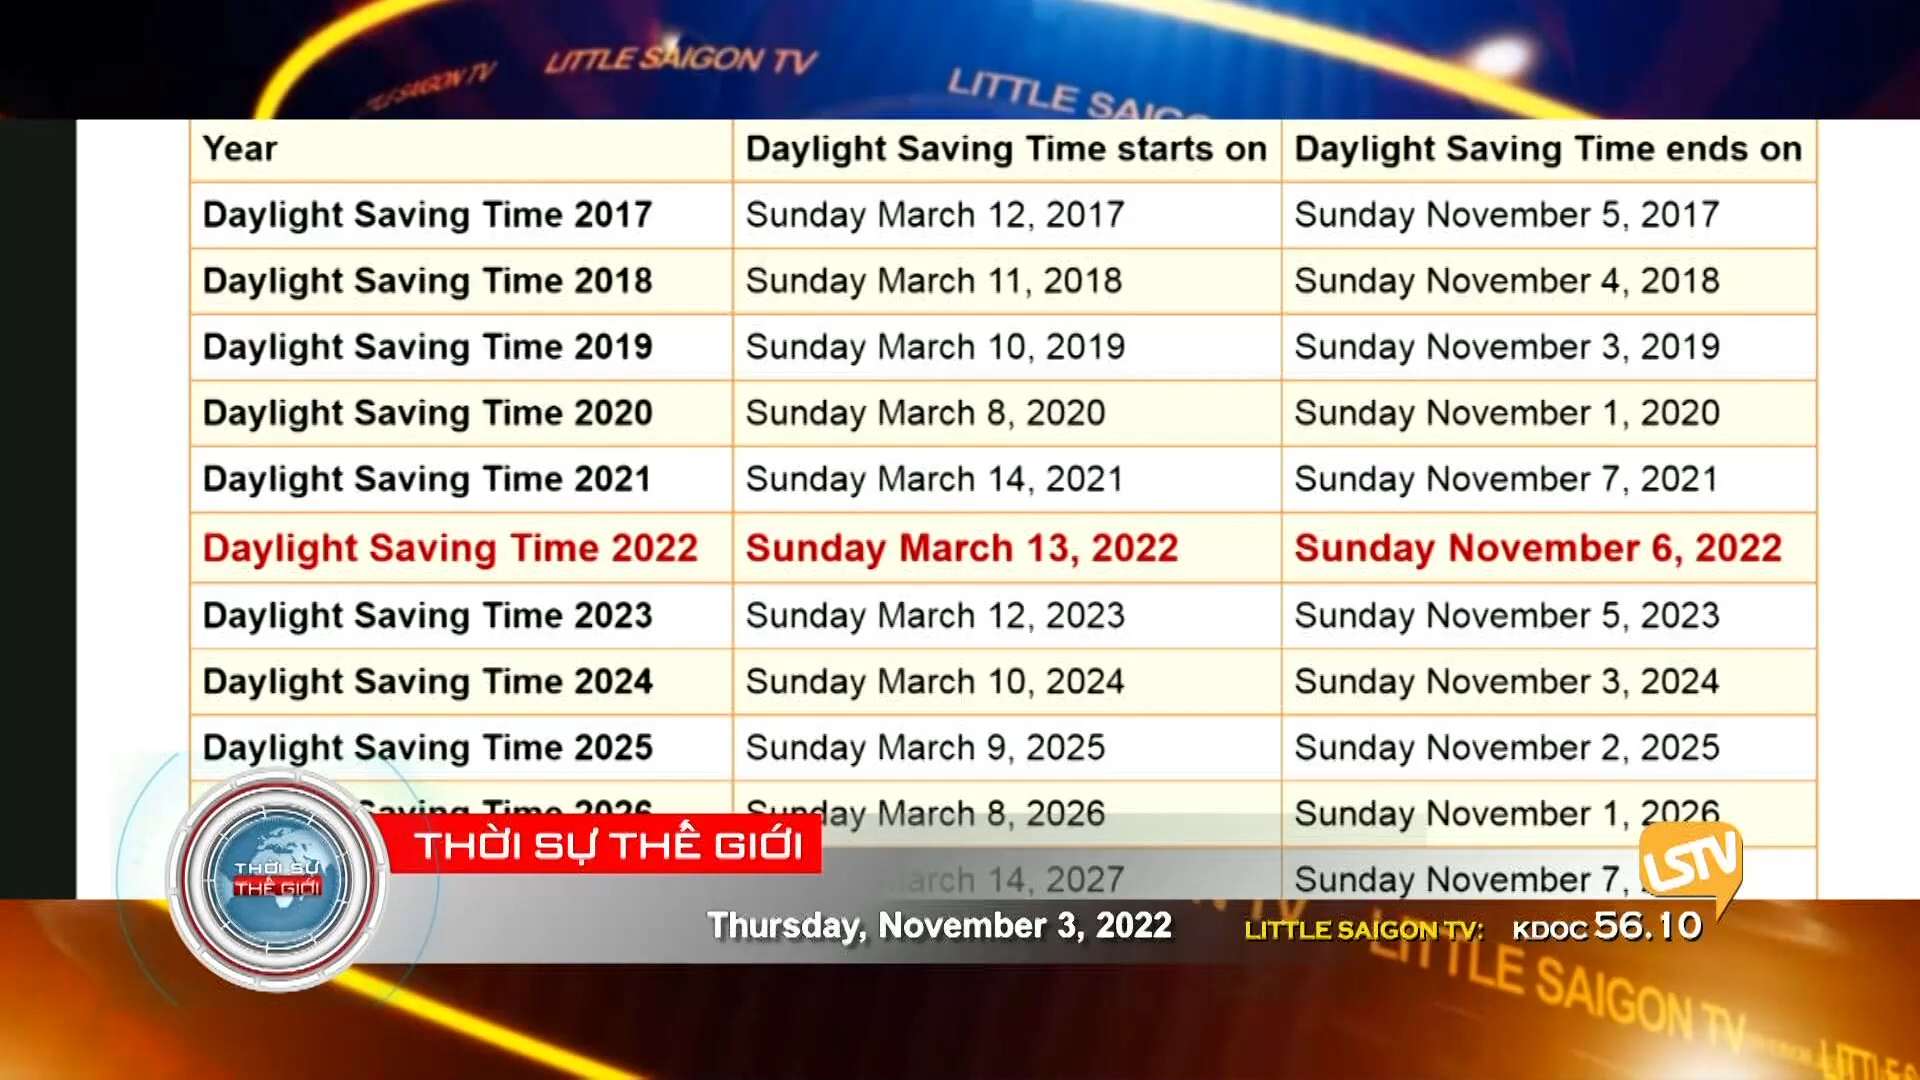 LITTLE SAIGON TV
LITTLE SAIGON TV
LITTLE SAIGON
Year Daylight Saving Time starts on Daylight Saving Time ends on
Daylight Saving Time 2017 Sunday March 12, 2017 Sunday November 5, 2017
Daylight Saving Time 2018 Sunday March 11, 2018 Sunday November 4, 2018
Daylight Saving Time 2019 Sunday March 10, 2019 Sunday November 3, 2019
Daylight Saving Time 2020 Sunday March 8, 2020 Sunday November 1, 2020
Daylight Saving Time 2021 Sunday March 14, 2021 Sunday November 7, 2021
Daylight Saving Time 2022 Sunday March 13, 2022 Sunday November 6, 2022
Daylight Saving Time 2023 Sunday March 12, 2023 Sunday November 5, 2023
Daylight Saving Time 2024 Sunday March 10, 2024 Sunday November 3, 2024
Daylight Saving Time 2025 Sunday March 9, 2025 Sunday November 2, 2025
Saving Time 2026 Sunday March 8, 2026 Sunday November 1, 2026
March 14, 2027 Sunday November 7,
THỜI SỰ THẾ GIỚI
THỜI SỰ
THẾ GIỚI
LSTV
Thursday, November 3, 2022 LITTLE SAIGON TV: KDOC 56.10
LITTLE SAIGON TV